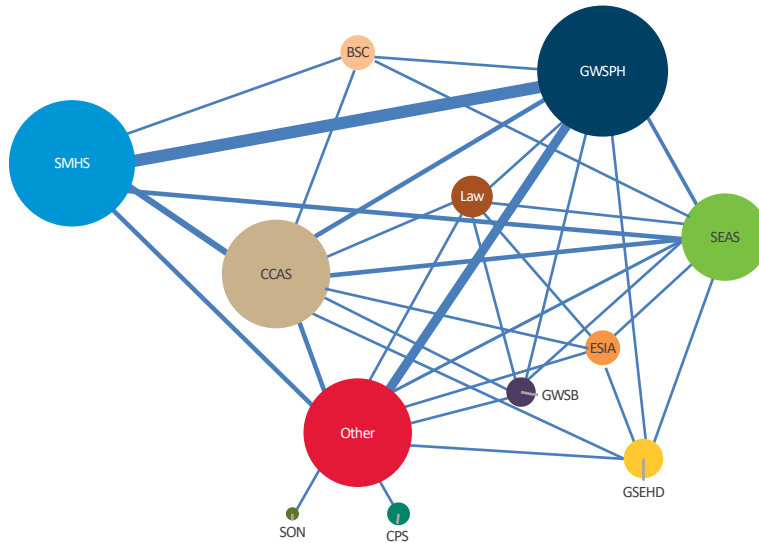 BSC
GWSPH
SMHS
Law
SEAS
CCAS
ESIA
GWSB
Other
GSEHD
SON
CPS